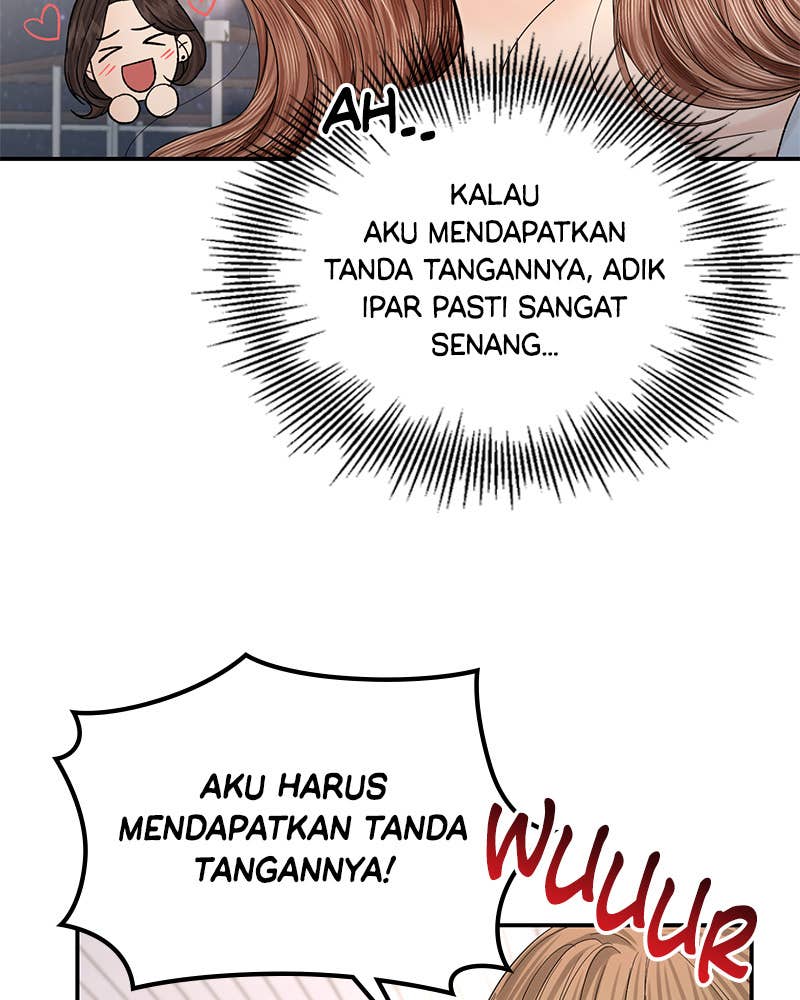 AH..
KALAU
AKU MENDAPATKAN
TANDA TANGANNYA, ADIK
IPAR PASTI SANGAT
SENANG...
AKU HARUS
MENDAPATKAN TANDA
TANGANNYA!
WUUUR